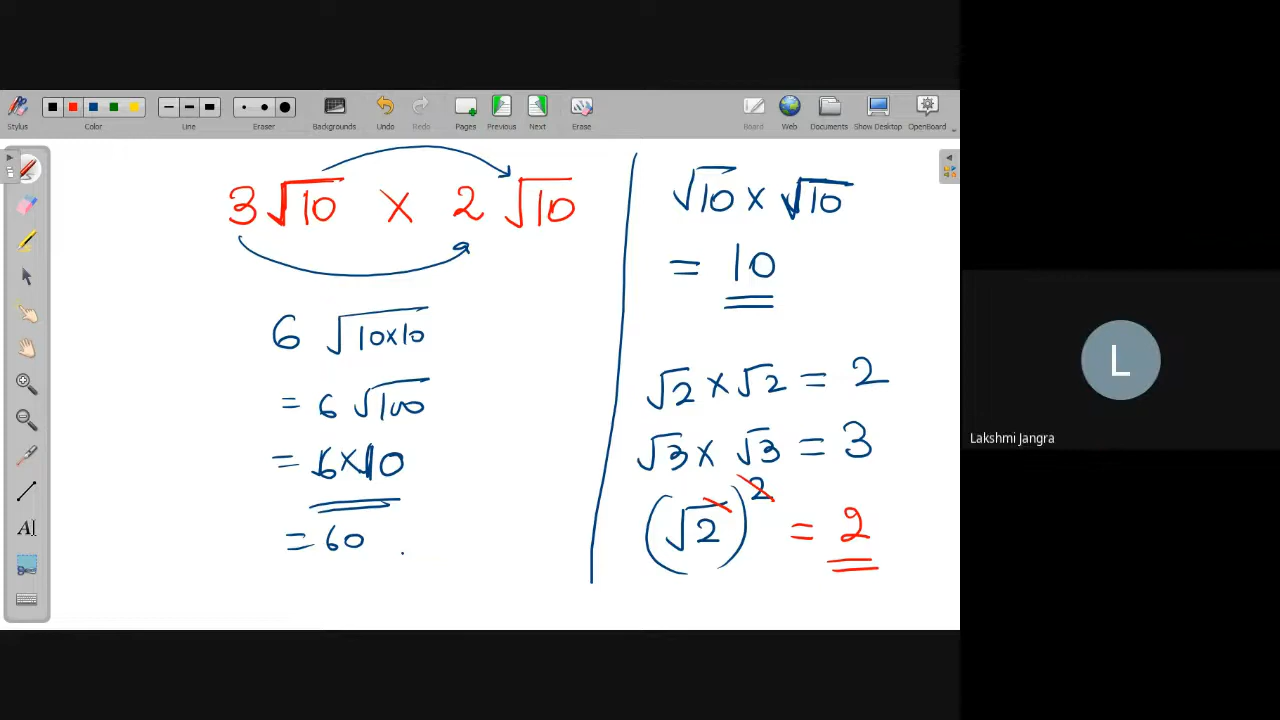 Stylus Color Line Eraser Backgrounds Undo Redo Pages Previous Next Erase Board Web Documents Show Desktop OpenBoard
3√10 × 2√10
6 √10×10
= 6 √100
= 6×10
= 60
√10 × √10
= 10
√2 × √2 = 2
√3 × √3 = 3
(√2)² = 2
L
Lakshmi Jangra